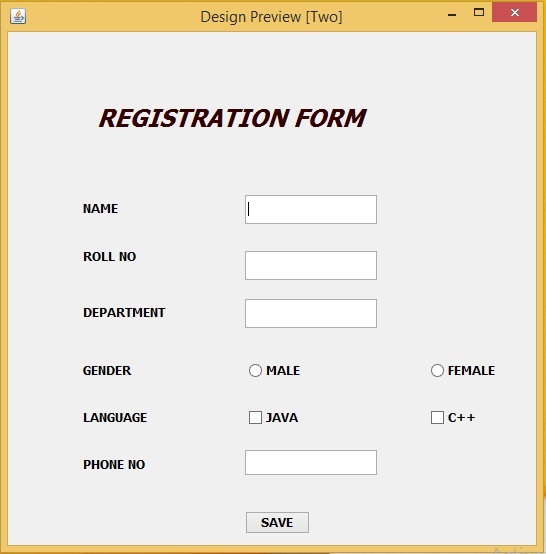 Design Preview [Two]
REGISTRATION FORM
NAME
ROLL NO
DEPARTMENT
GENDER MALE FEMALE
LANGUAGE JAVA C++
PHONE NO
SAVE